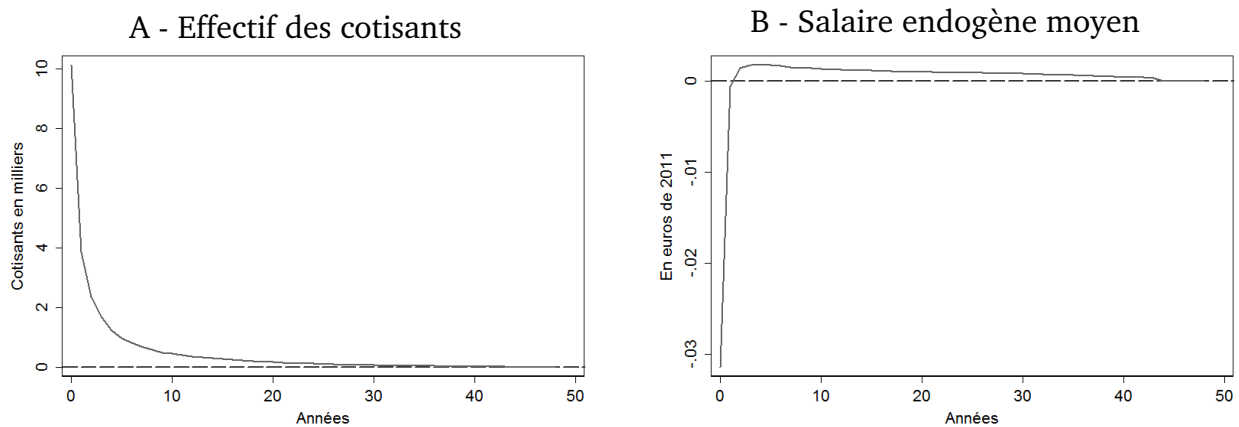 A - Effectif des cotisants
Cotisants en milliers
10
8
6
4
2
0
0 10 20 30 40 50
Années
B - Salaire endogène moyen
En euros de 2011
0
-.01
-.02
-.03
0 10 20 30 40 50
Années